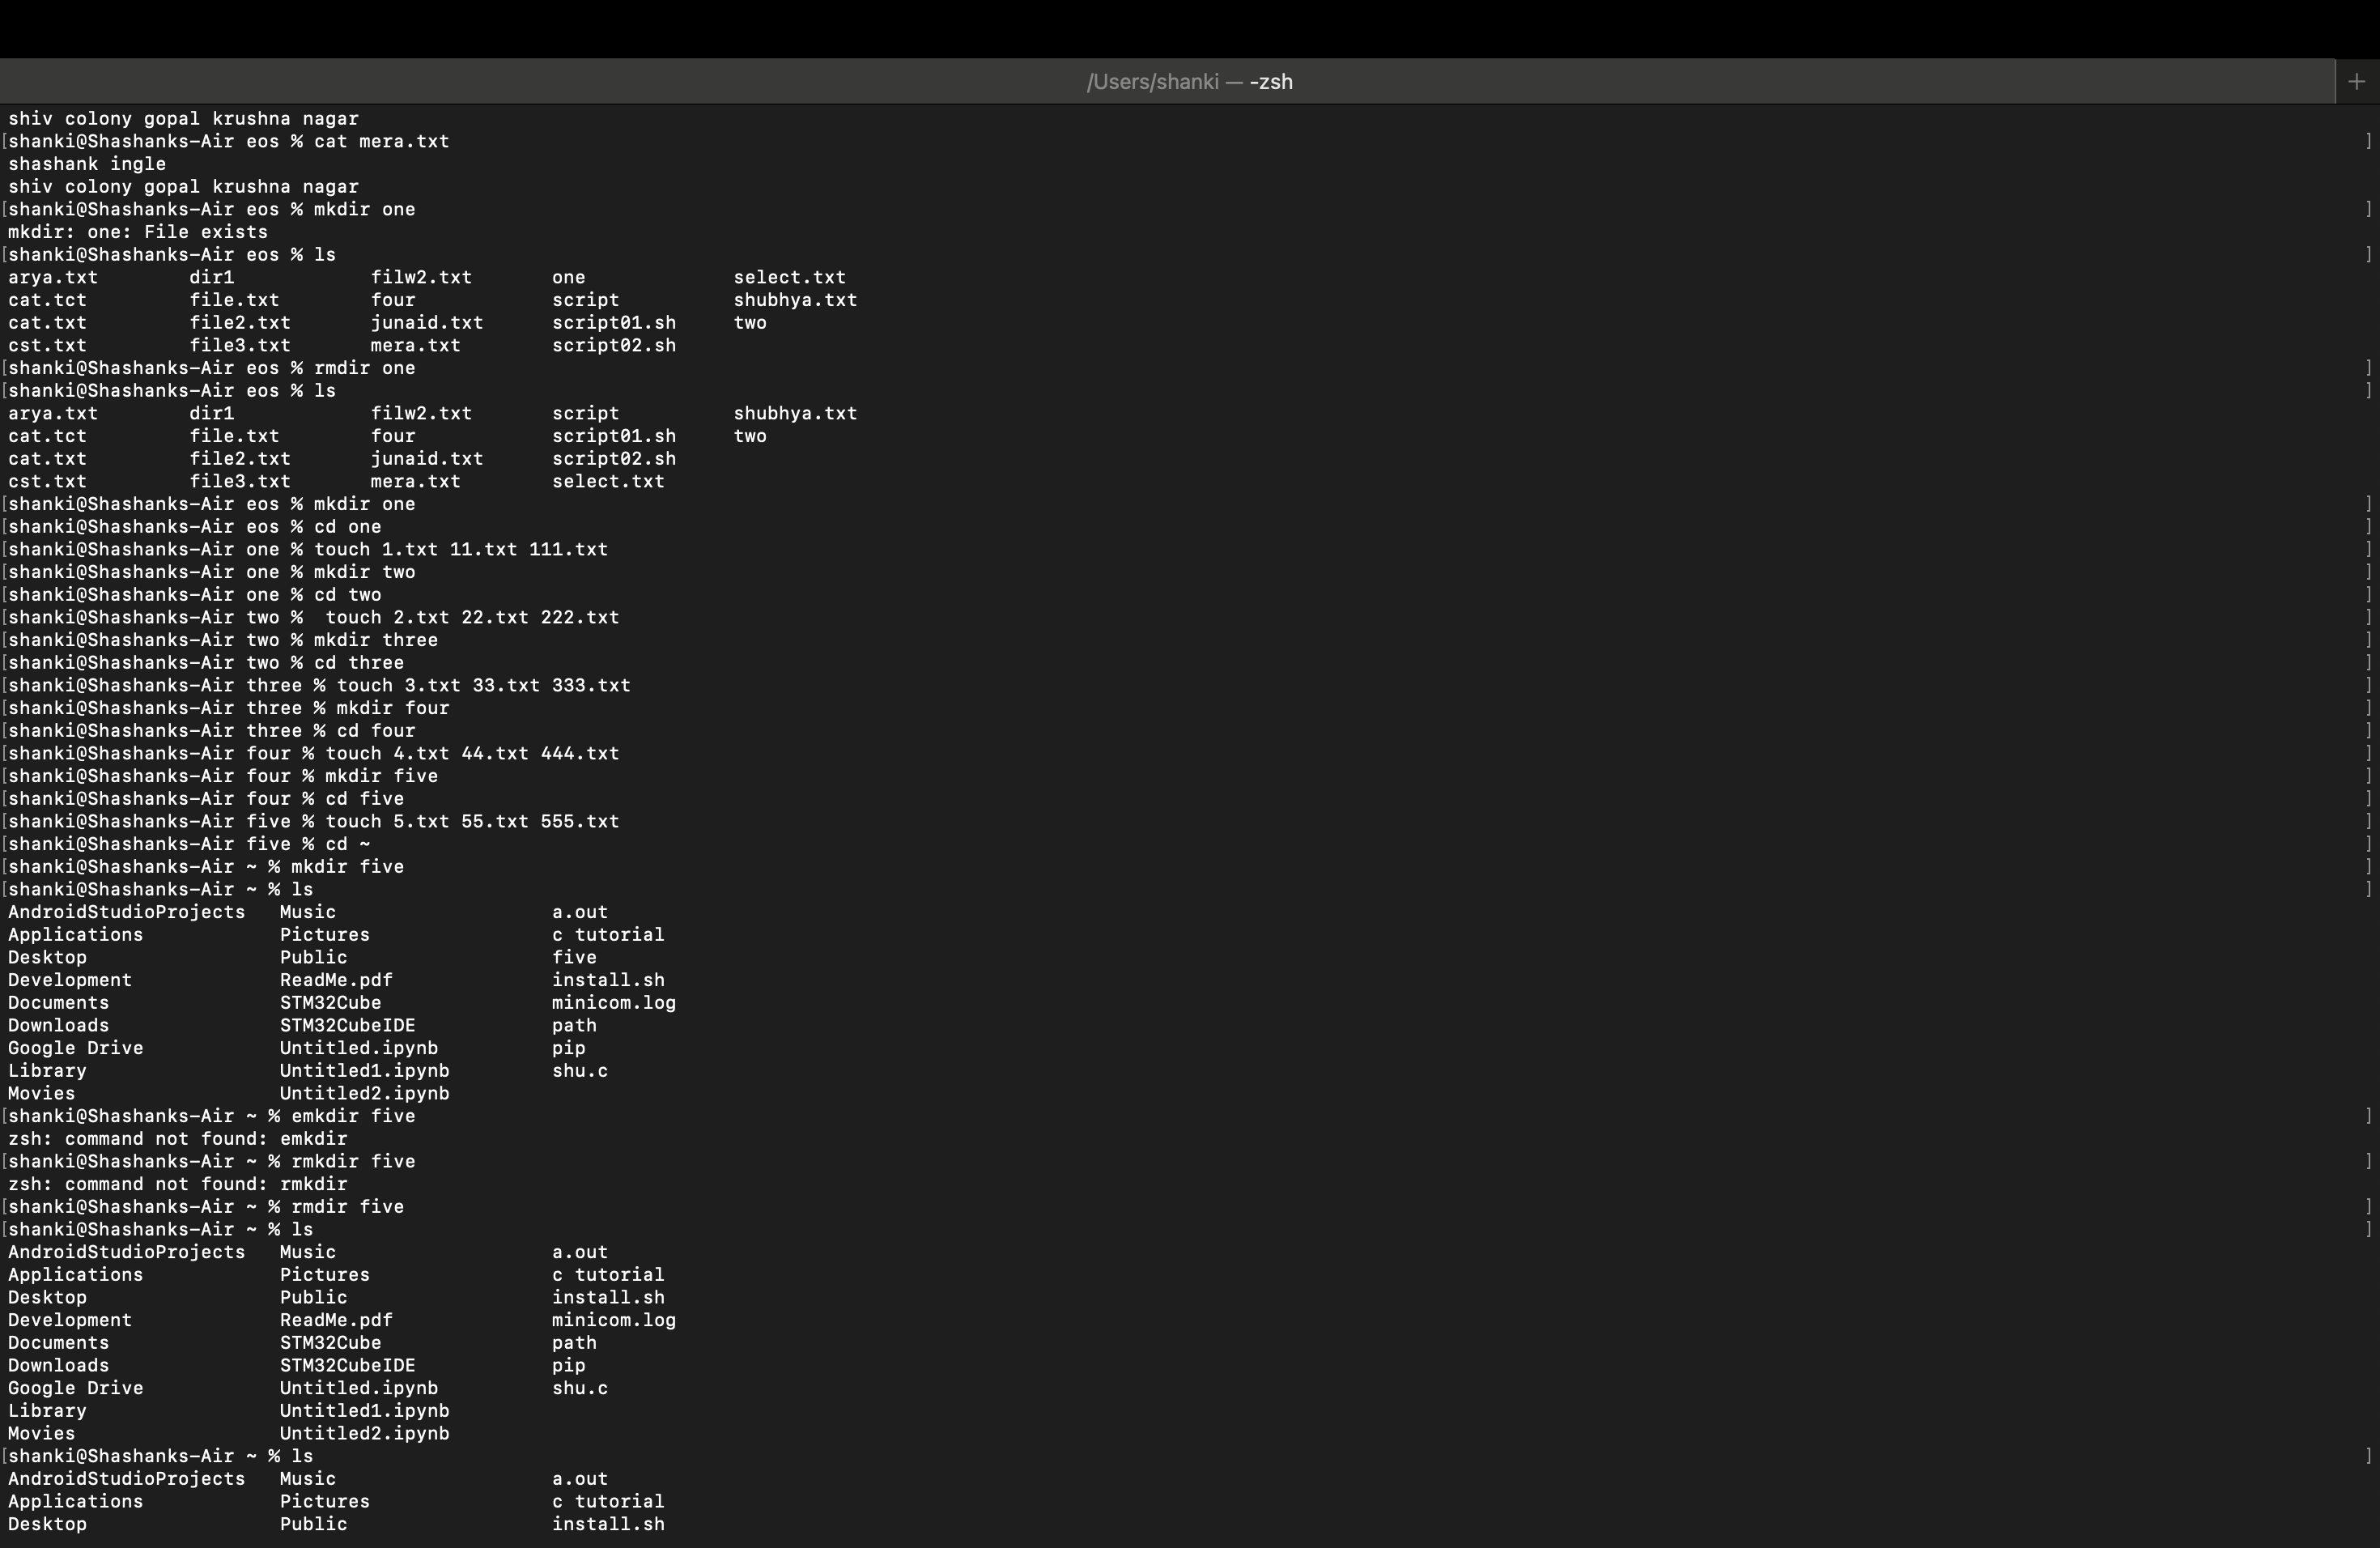 /Users/shanki — -zsh +
shiv colony gopal krushna nagar
[shanki@Shashanks-Air eos % cat mera.txt ]
shashank ingle
shiv colony gopal krushna nagar
[shanki@Shashanks-Air eos % mkdir one ]
mkdir: one: File exists
[shanki@Shashanks-Air eos % ls ]
arya.txt dir1 filw2.txt one select.txt
cat.tct file.txt four script shubhya.txt
cat.txt file2.txt junaid.txt script01.sh two
cst.txt file3.txt mera.txt script02.sh
[shanki@Shashanks-Air eos % rmdir one ]
[shanki@Shashanks-Air eos % ls ]
arya.txt dir1 filw2.txt script shubhya.txt
cat.tct file.txt four script01.sh two
cat.txt file2.txt junaid.txt script02.sh
cst.txt file3.txt mera.txt select.txt
[shanki@Shashanks-Air eos % mkdir one ]
[shanki@Shashanks-Air eos % cd one ]
[shanki@Shashanks-Air one % touch 1.txt 11.txt 111.txt ]
[shanki@Shashanks-Air one % mkdir two ]
[shanki@Shashanks-Air one % cd two ]
[shanki@Shashanks-Air two %  touch 2.txt 22.txt 222.txt ]
[shanki@Shashanks-Air two % mkdir three ]
[shanki@Shashanks-Air two % cd three ]
[shanki@Shashanks-Air three % touch 3.txt 33.txt 333.txt ]
[shanki@Shashanks-Air three % mkdir four ]
[shanki@Shashanks-Air three % cd four ]
[shanki@Shashanks-Air four % touch 4.txt 44.txt 444.txt ]
[shanki@Shashanks-Air four % mkdir five ]
[shanki@Shashanks-Air four % cd five ]
[shanki@Shashanks-Air five % touch 5.txt 55.txt 555.txt ]
[shanki@Shashanks-Air five % cd ~ ]
[shanki@Shashanks-Air ~ % mkdir five ]
[shanki@Shashanks-Air ~ % ls ]
AndroidStudioProjects Music a.out
Applications Pictures c tutorial
Desktop Public five
Development ReadMe.pdf install.sh
Documents STM32Cube minicom.log
Downloads STM32CubeIDE path
Google Drive Untitled.ipynb pip
Library Untitled1.ipynb shu.c
Movies Untitled2.ipynb
[shanki@Shashanks-Air ~ % emkdir five ]
zsh: command not found: emkdir
[shanki@Shashanks-Air ~ % rmkdir five ]
zsh: command not found: rmkdir
[shanki@Shashanks-Air ~ % rmdir five ]
[shanki@Shashanks-Air ~ % ls ]
AndroidStudioProjects Music a.out
Applications Pictures c tutorial
Desktop Public install.sh
Development ReadMe.pdf minicom.log
Documents STM32Cube path
Downloads STM32CubeIDE pip
Google Drive Untitled.ipynb shu.c
Library Untitled1.ipynb
Movies Untitled2.ipynb
[shanki@Shashanks-Air ~ % ls ]
AndroidStudioProjects Music a.out
Applications Pictures c tutorial
Desktop Public install.sh